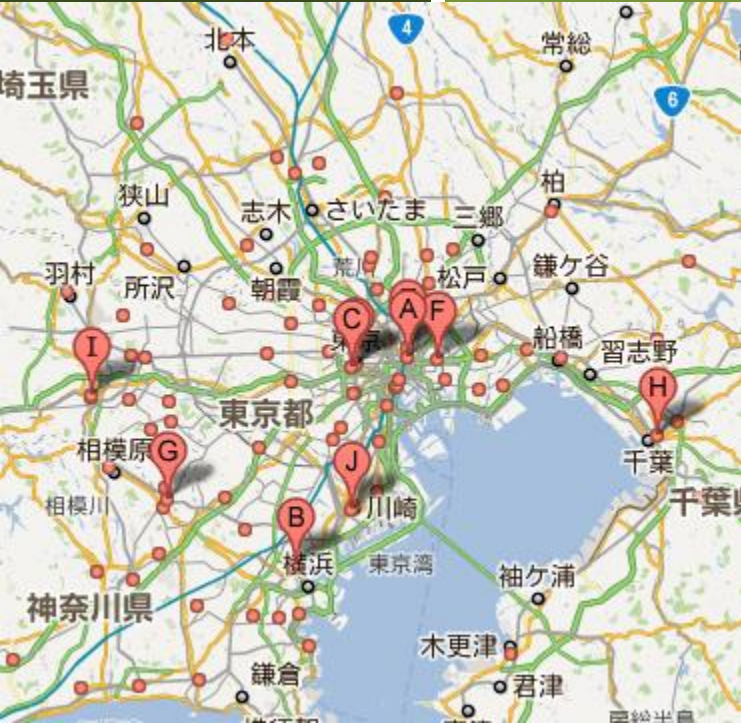 北本
4
常総
埼玉県
6
狭山
志木
さいたま
三郷
柏
羽村
所沢
朝霞
荒川
松戸
鎌ケ谷
C
A
F
船橋
習志野
I
東京都
H
相模原
G
千葉
相模川
J
川崎
千葉県
B
横浜
東京湾
袖ケ浦
神奈川県
木更津
鎌倉
君津